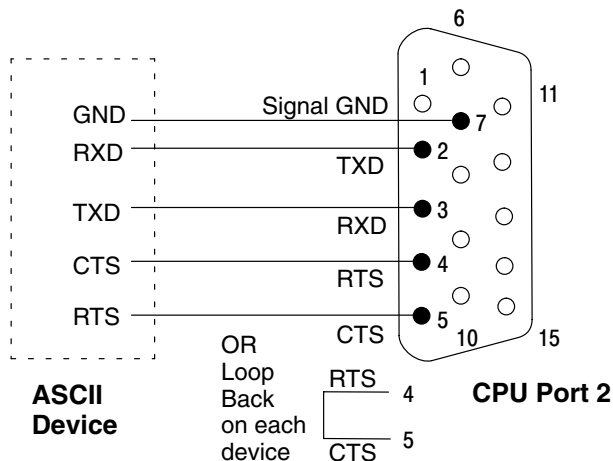 6
1
11
GND
Signal GND
7
RXD
TXD
2
TXD
RXD
3
CTS
RTS
4
RTS
CTS
5
10
15
OR
Loop
Back
on each
device
RTS
4
CTS
5
ASCII
Device
CPU Port 2